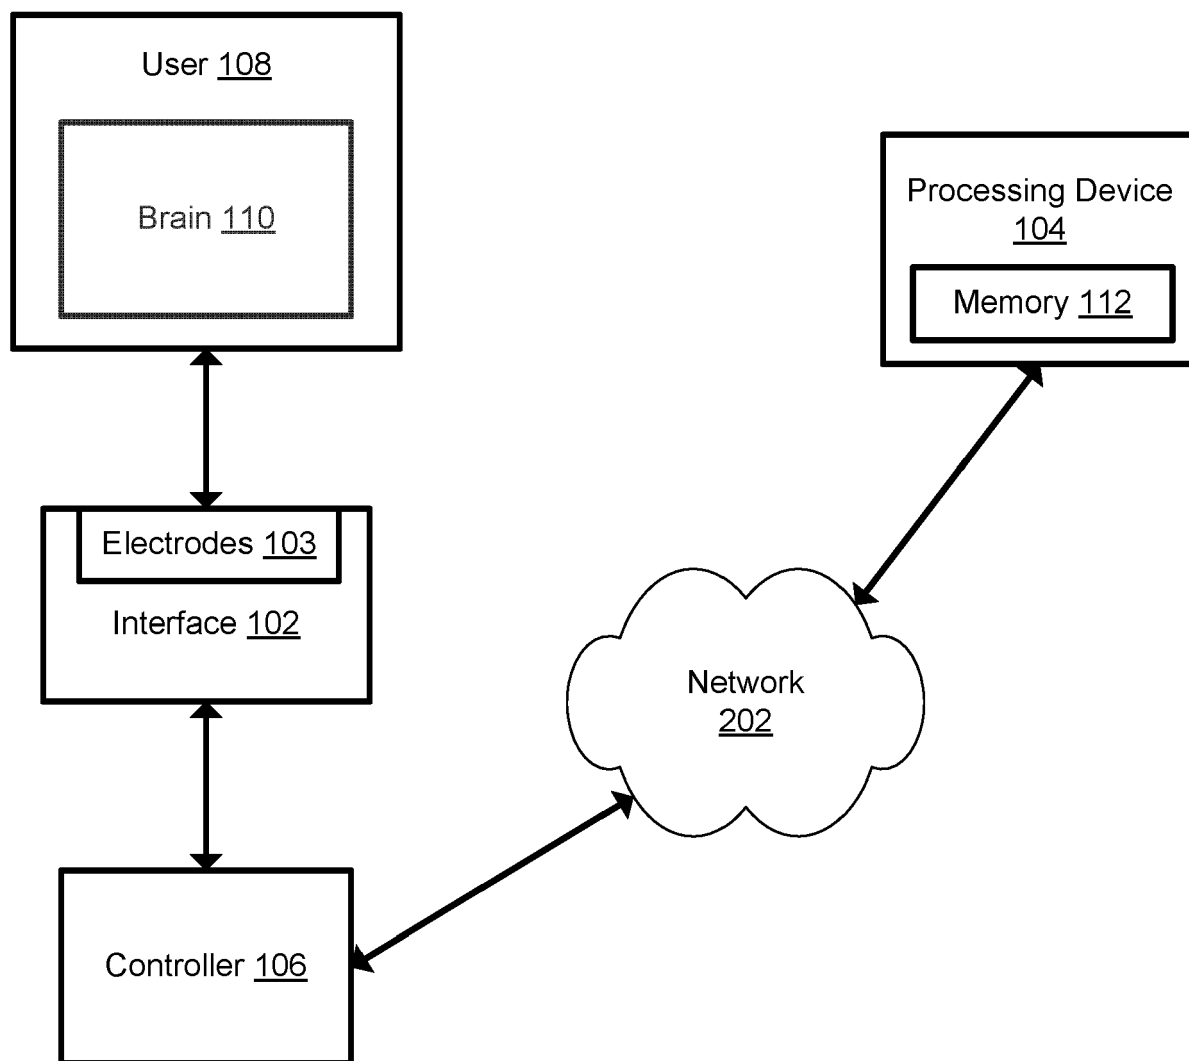 User 108
Brain 110
Processing Device
104
Memory 112
Electrodes 103
Interface 102
Network
202
Controller 106